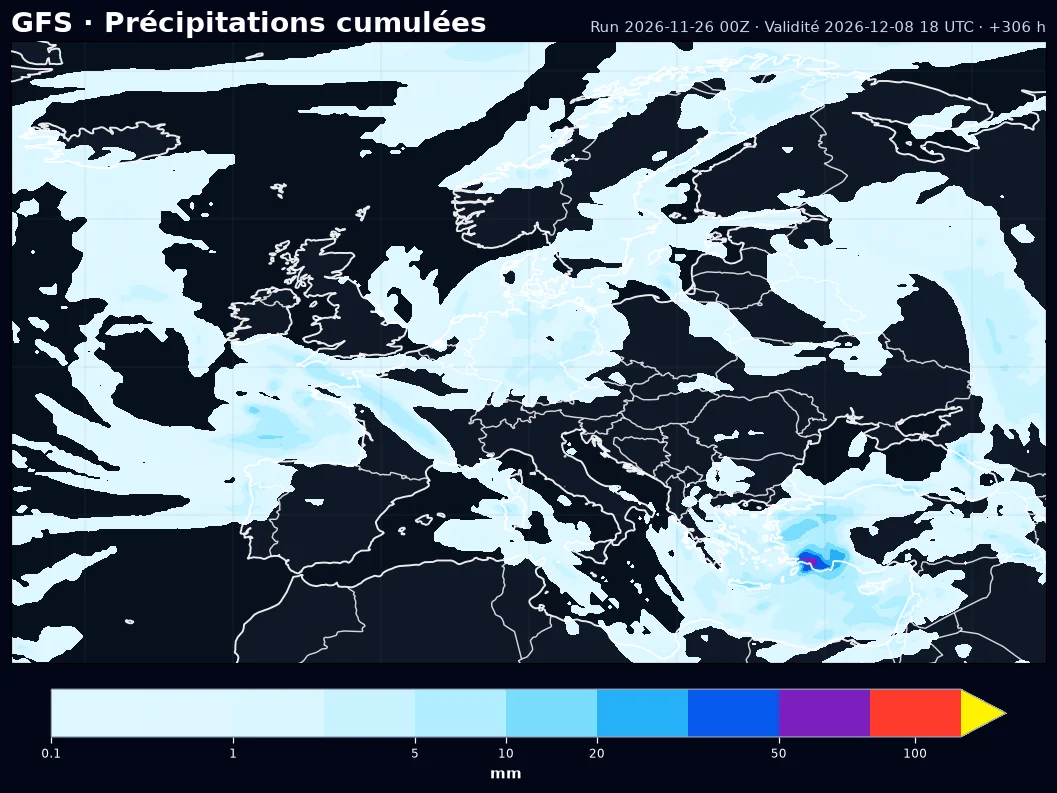 GFS · Précipitations cumulées
Run 2026-11-26 00Z · Validité 2026-12-08 18 UTC · +306 h
0.1 1 5 10 20 50 100
mm